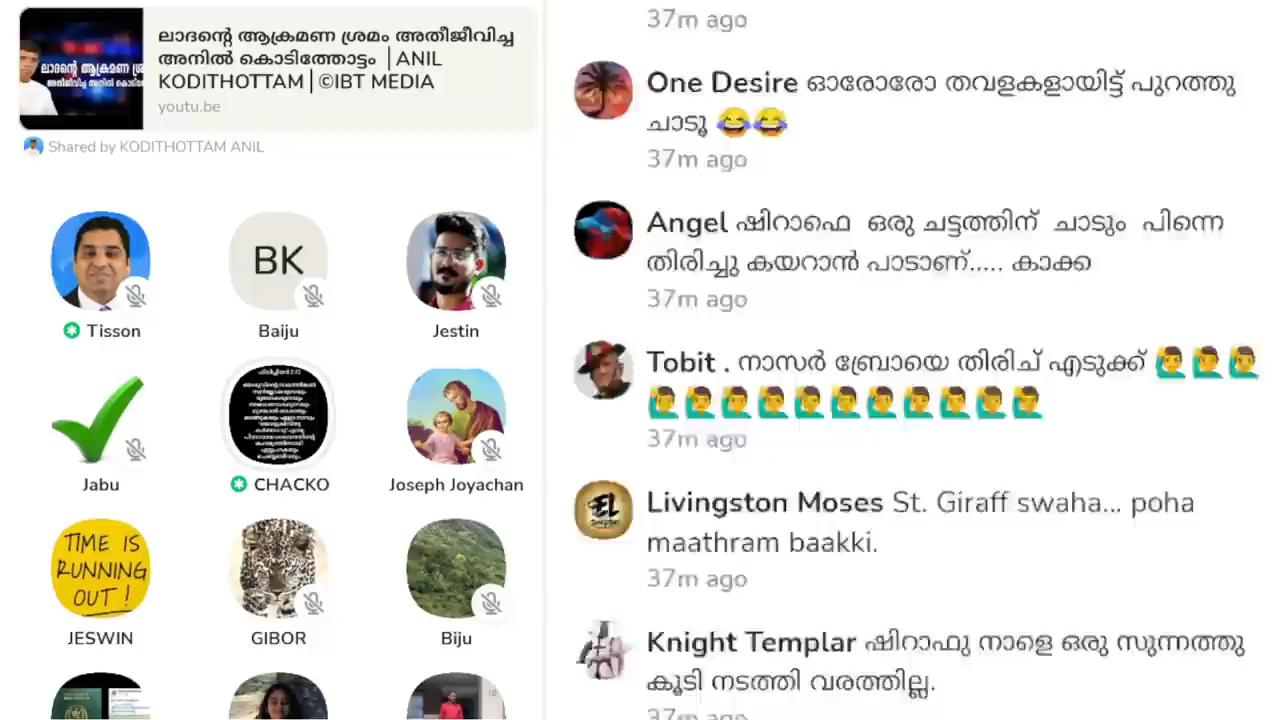 ലാദന്റെ ആക്രമണ ശ്രമം അതീജീവിച്ച
അനിൽ കൊടിത്തോട്ടം | ANIL
KODITHOTTAM | ©IBT MEDIA
youtu.be
Shared by KODITHOTTAM ANIL
Tisson
BK
Baiju
Jestin
Jabu
CHACKO
Joseph Joyachan
TIME IS
RUNNING
OUT !
JESWIN
GIBOR
Biju
37m ago
One Desire ഓരോരോ തവളകളായിട്ട് പുറത്തു
ചാടൂ 😂😂
37m ago
Angel ഷിറാഫെ ഒരു ചട്ടത്തിന് ചാടും പിന്നെ
തിരിച്ചു കയറാൻ പാടാണ്..... കാക്ക
37m ago
Tobit . നാസർ ബ്രോയെ തിരിച് എടുക്ക് 🙋‍♂️🙋‍♂️🙋‍♂️
🙋‍♂️🙋‍♂️🙋‍♂️🙋‍♂️🙋‍♂️🙋‍♂️🙋‍♂️🙋‍♂️🙋‍♂️🙋‍♂️🙋‍♂️
37m ago
Livingston Moses St. Giraff swaha... poha
maathram baakki.
37m ago
Knight Templar ഷിറാഫു നാളെ ഒരു സുന്നത്തു
കൂടി നടത്തി വരത്തില്ല.
37m ago